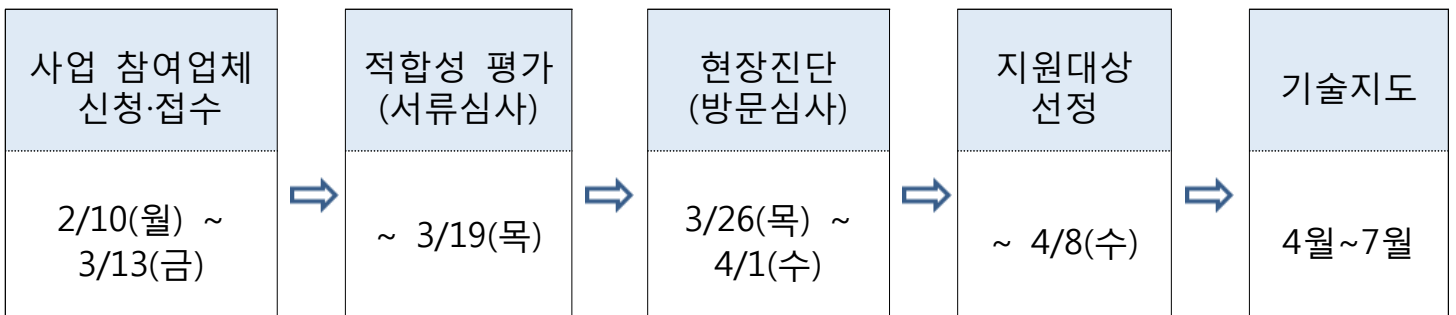 사업 참여업체
신청·접수
2/10(월) ~
3/13(금)
적합성 평가
(서류심사)
~ 3/19(목)
현장진단
(방문심사)
3/26(목) ~
4/1(수)
지원대상
선정
~ 4/8(수)
기술지도
4월~7월